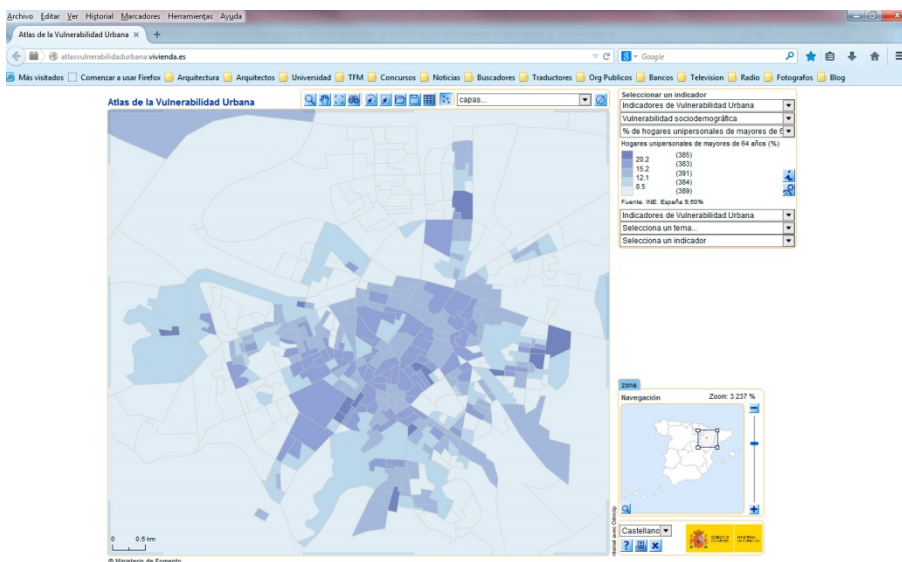 Archivo Editar Ver Historial Marcadores Herramientas Ayuda
Atlas de la Vulnerabilidad Urbana × +
atlasvulnerabilidadurbana.vivienda.es
Google
Más visitados Comenzar a usar Firefox Arquitectura Arquitectos Universidad TFM Concursos Noticias Buscadores Traductores Org Publicos Bancos Television Radio Fotografos Blog
Atlas de la Vulnerabilidad Urbana
capas...
Seleccionar un indicador
Indicadores de Vulnerabilidad Urbana
Vulnerabilidad sociodemográfica
% de hogares unipersonales de mayores de 6
Hogares unipersonales de mayores de 64 años (%)
(385)
20.2
(383)
15.2
(391)
12.1
(384)
8.5
(389)
Fuente: INE. España 9,60%
Indicadores de Vulnerabilidad Urbana
Selecciona un tema...
Selecciona un indicador
zona
Navegación Zoom: 3 237 %
Castellano
0 0.5 km
© Ministerio de Fomento